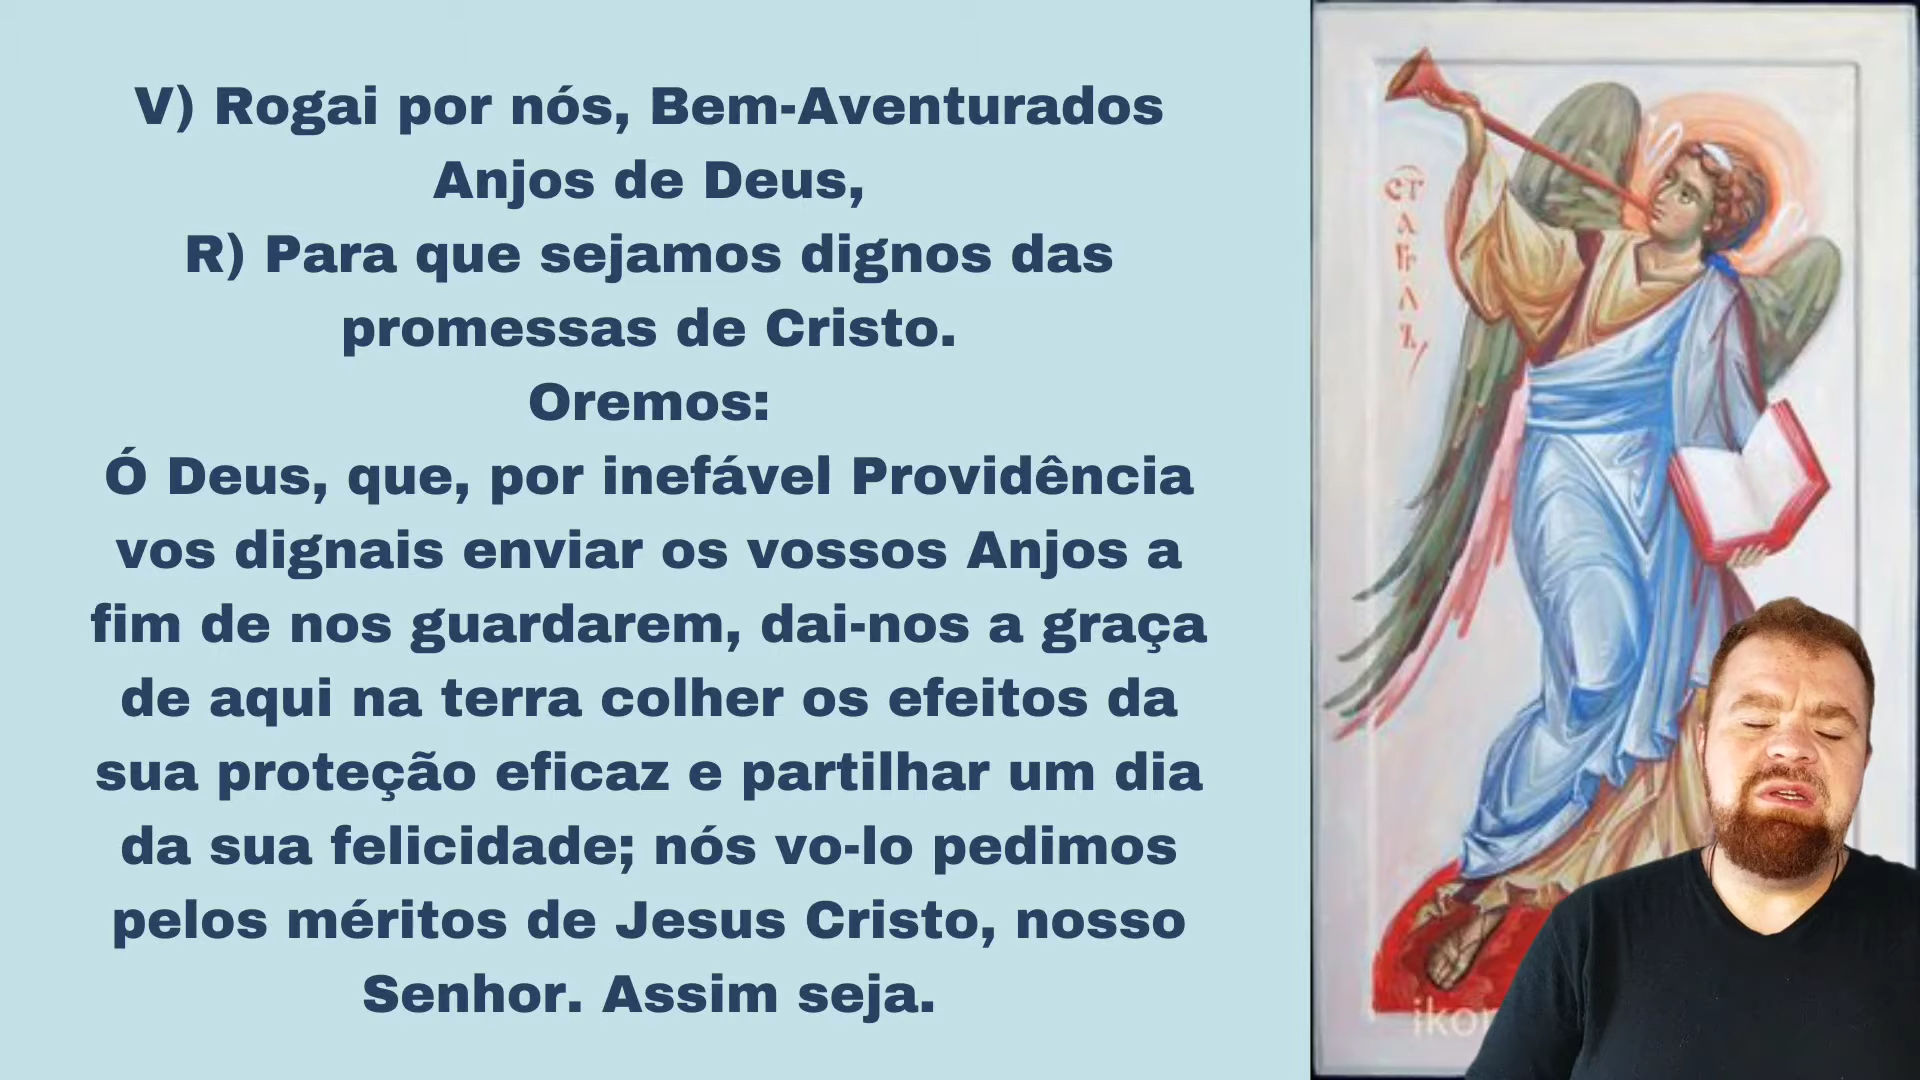 V) Rogai por nós, Bem-Aventurados
Anjos de Deus,
R) Para que sejamos dignos das
promessas de Cristo.
Oremos:
Ó Deus, que, por inefável Providência
vos dignais enviar os vossos Anjos a
fim de nos guardarem, dai-nos a graça
de aqui na terra colher os efeitos da
sua proteção eficaz e partilhar um dia
da sua felicidade; nós vo-lo pedimos
pelos méritos de Jesus Cristo, nosso
Senhor. Assim seja.